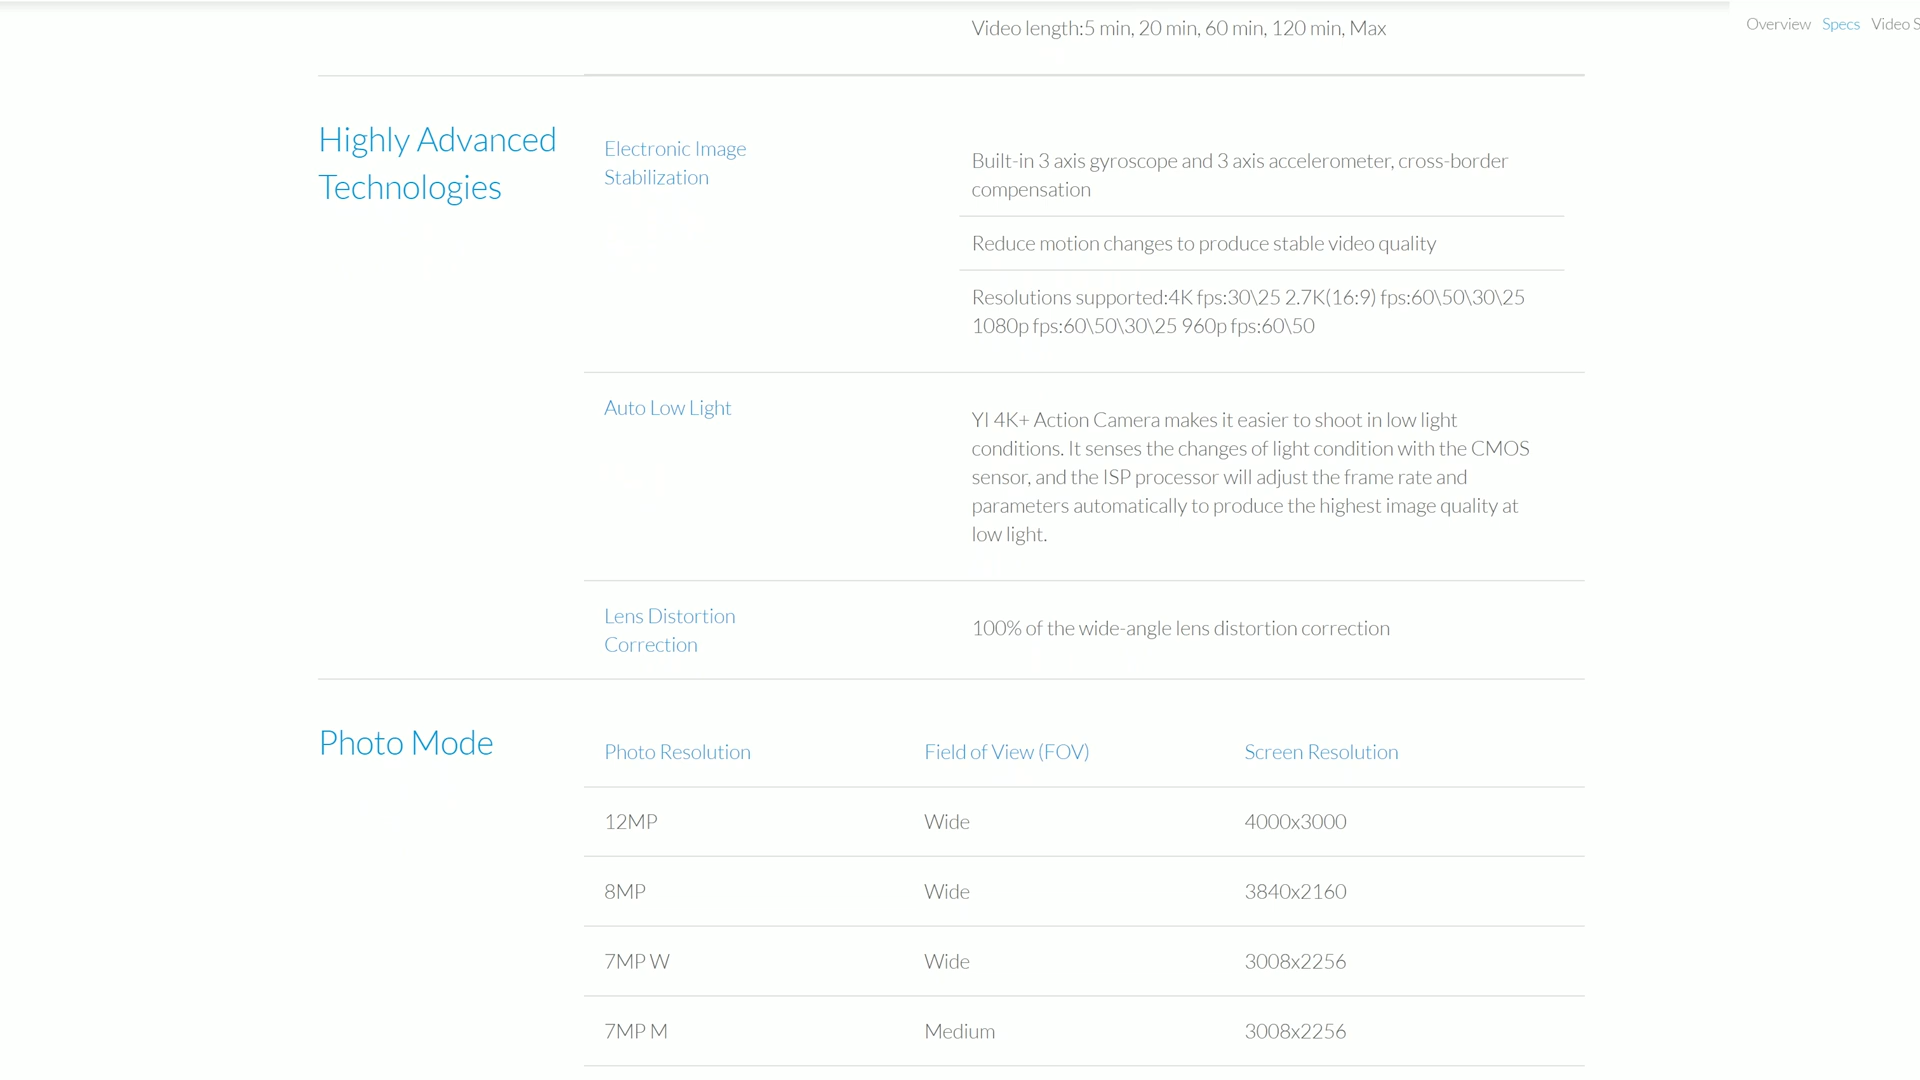 Video length:5 min, 20 min, 60 min, 120 min, Max
Overview Specs Video S
Highly Advanced
Technologies
Electronic Image
Stabilization
Built-in 3 axis gyroscope and 3 axis accelerometer, cross-border
compensation
Reduce motion changes to produce stable video quality
Resolutions supported:4K fps:30\25 2.7K(16:9) fps:60\50\30\25
1080p fps:60\50\30\25 960p fps:60\50
Auto Low Light
YI 4K+ Action Camera makes it easier to shoot in low light
conditions. It senses the changes of light condition with the CMOS
sensor, and the ISP processor will adjust the frame rate and
parameters automatically to produce the highest image quality at
low light.
Lens Distortion
Correction
100% of the wide-angle lens distortion correction
Photo Mode
Photo Resolution Field of View (FOV) Screen Resolution
12MP Wide 4000x3000
8MP Wide 3840x2160
7MP W Wide 3008x2256
7MP M Medium 3008x2256